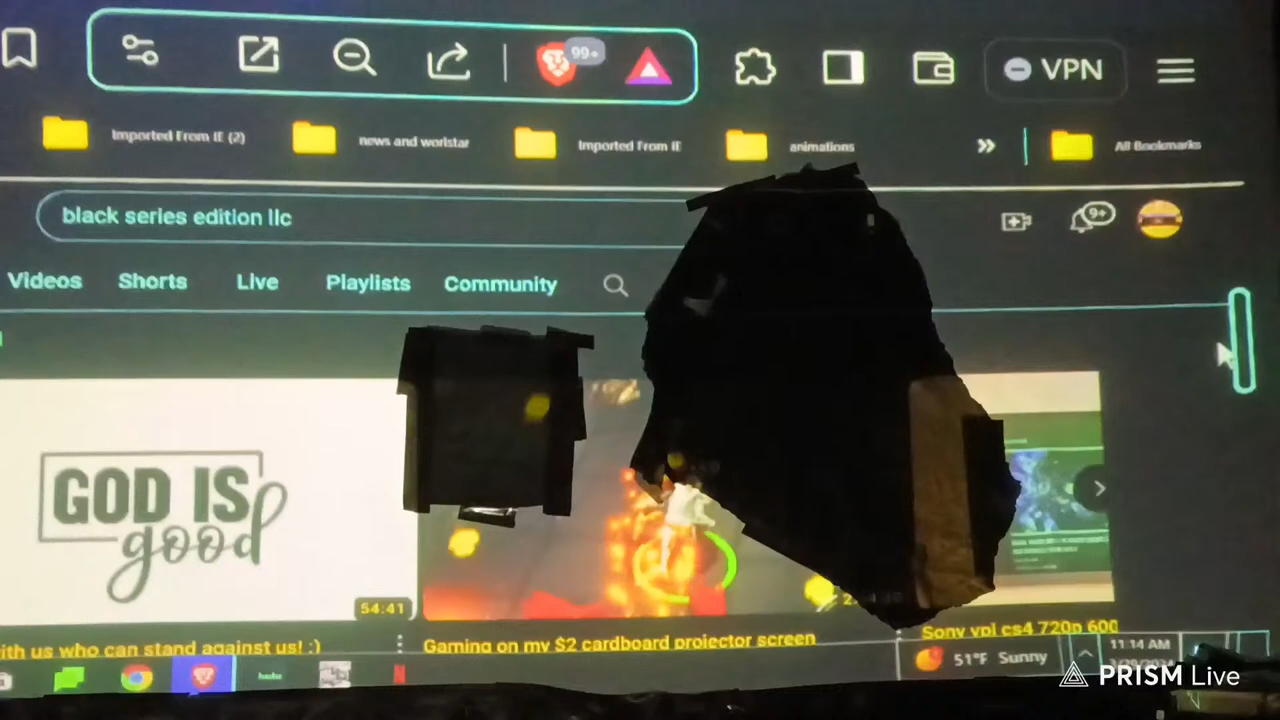 99+
VPN
Imported From IE (2)
news and worlstar
Imported From IE
animations
All Bookmarks
black series edition llc
9+
Videos
Shorts
Live
Playlists
Community
GOD IS
good
54:41
ith us who can stand against us! :)
Gaming on my $2 cardboard projector screen
Sony vpl cs4 720p 600
hulu
51°F Sunny
11:14 AM
PRISM Live